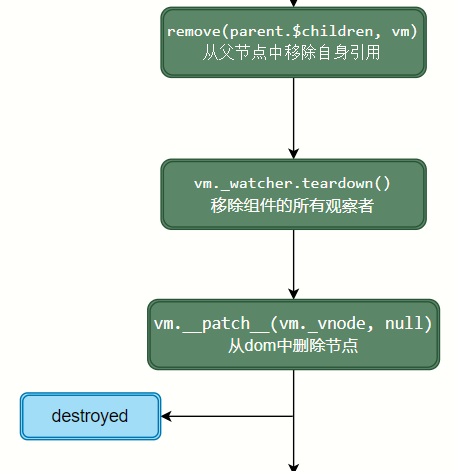 remove(parent.$children, vm)
从父节点中移除自身引用
vm._watcher.teardown()
移除组件的所有观察者
vm.__patch__(vm._vnode, null)
从dom中删除节点
destroyed